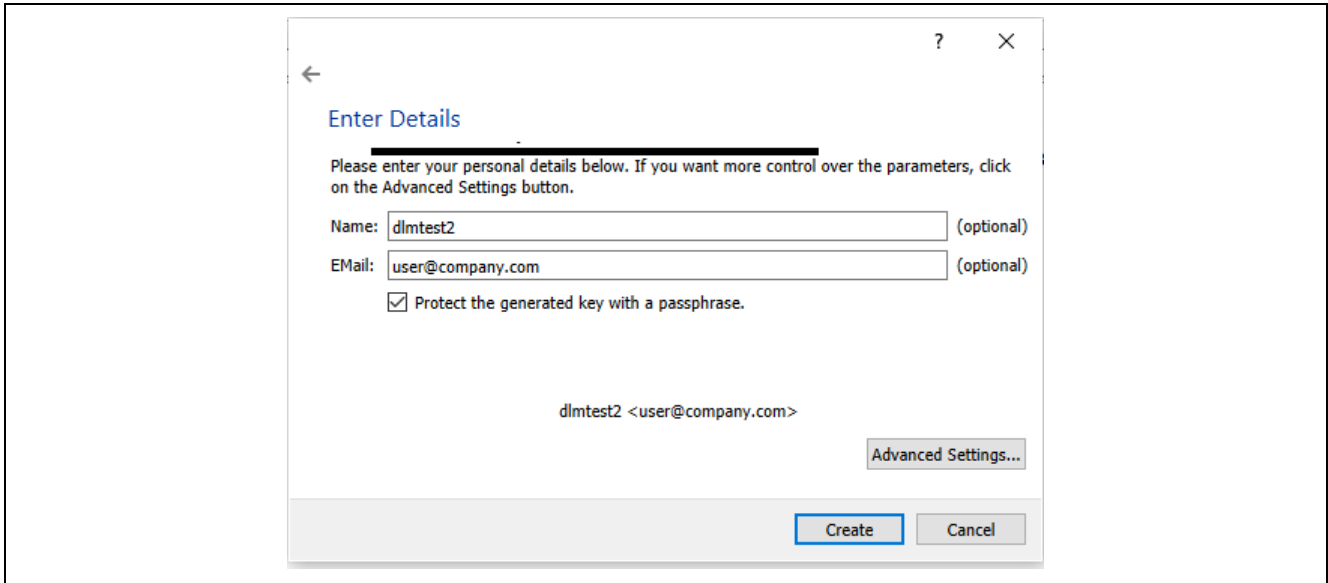 ?
Enter Details
Please enter your personal details below. If you want more control over the parameters, click
on the Advanced Settings button.
Name: dlmtest2 (optional)
EMail: user@company.com (optional)
Protect the generated key with a passphrase.
dlmtest2 <user@company.com>
Advanced Settings...
Create Cancel